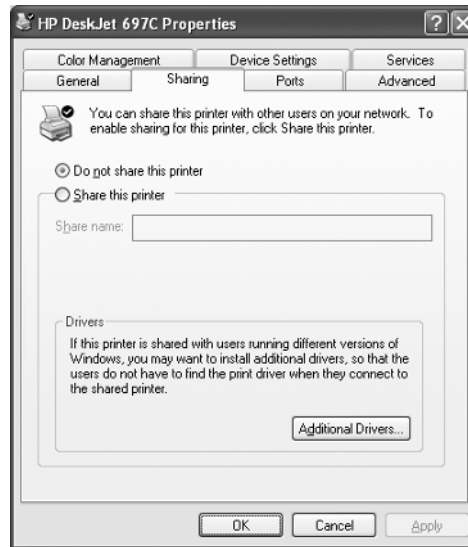 HP DeskJet 697C Properties
Color Management Device Settings Services
General Sharing Ports Advanced
You can share this printer with other users on your network. To
enable sharing for this printer, click Share this printer.
Do not share this printer
Share this printer
Share name:
Drivers
If this printer is shared with users running different versions of
Windows, you may want to install additional drivers, so that the
users do not have to find the print driver when they connect to
the shared printer.
Additional Drivers...
OK Cancel Apply